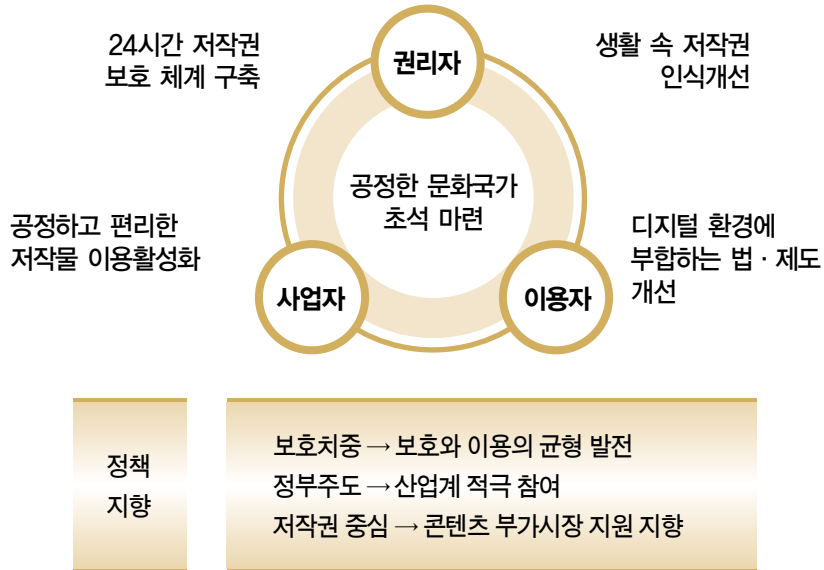 24시간 저작권
보호 체계 구축
권리자
생활 속 저작권
인식개선
공정한 문화국가
초석 마련
공정하고 편리한
저작물 이용활성화
디지털 환경에
부합하는 법 · 제도
개선
사업자
이용자
정책
지향
보호치중 → 보호와 이용의 균형 발전
정부주도 → 산업계 적극 참여
저작권 중심 → 콘텐츠 부가시장 지원 지향